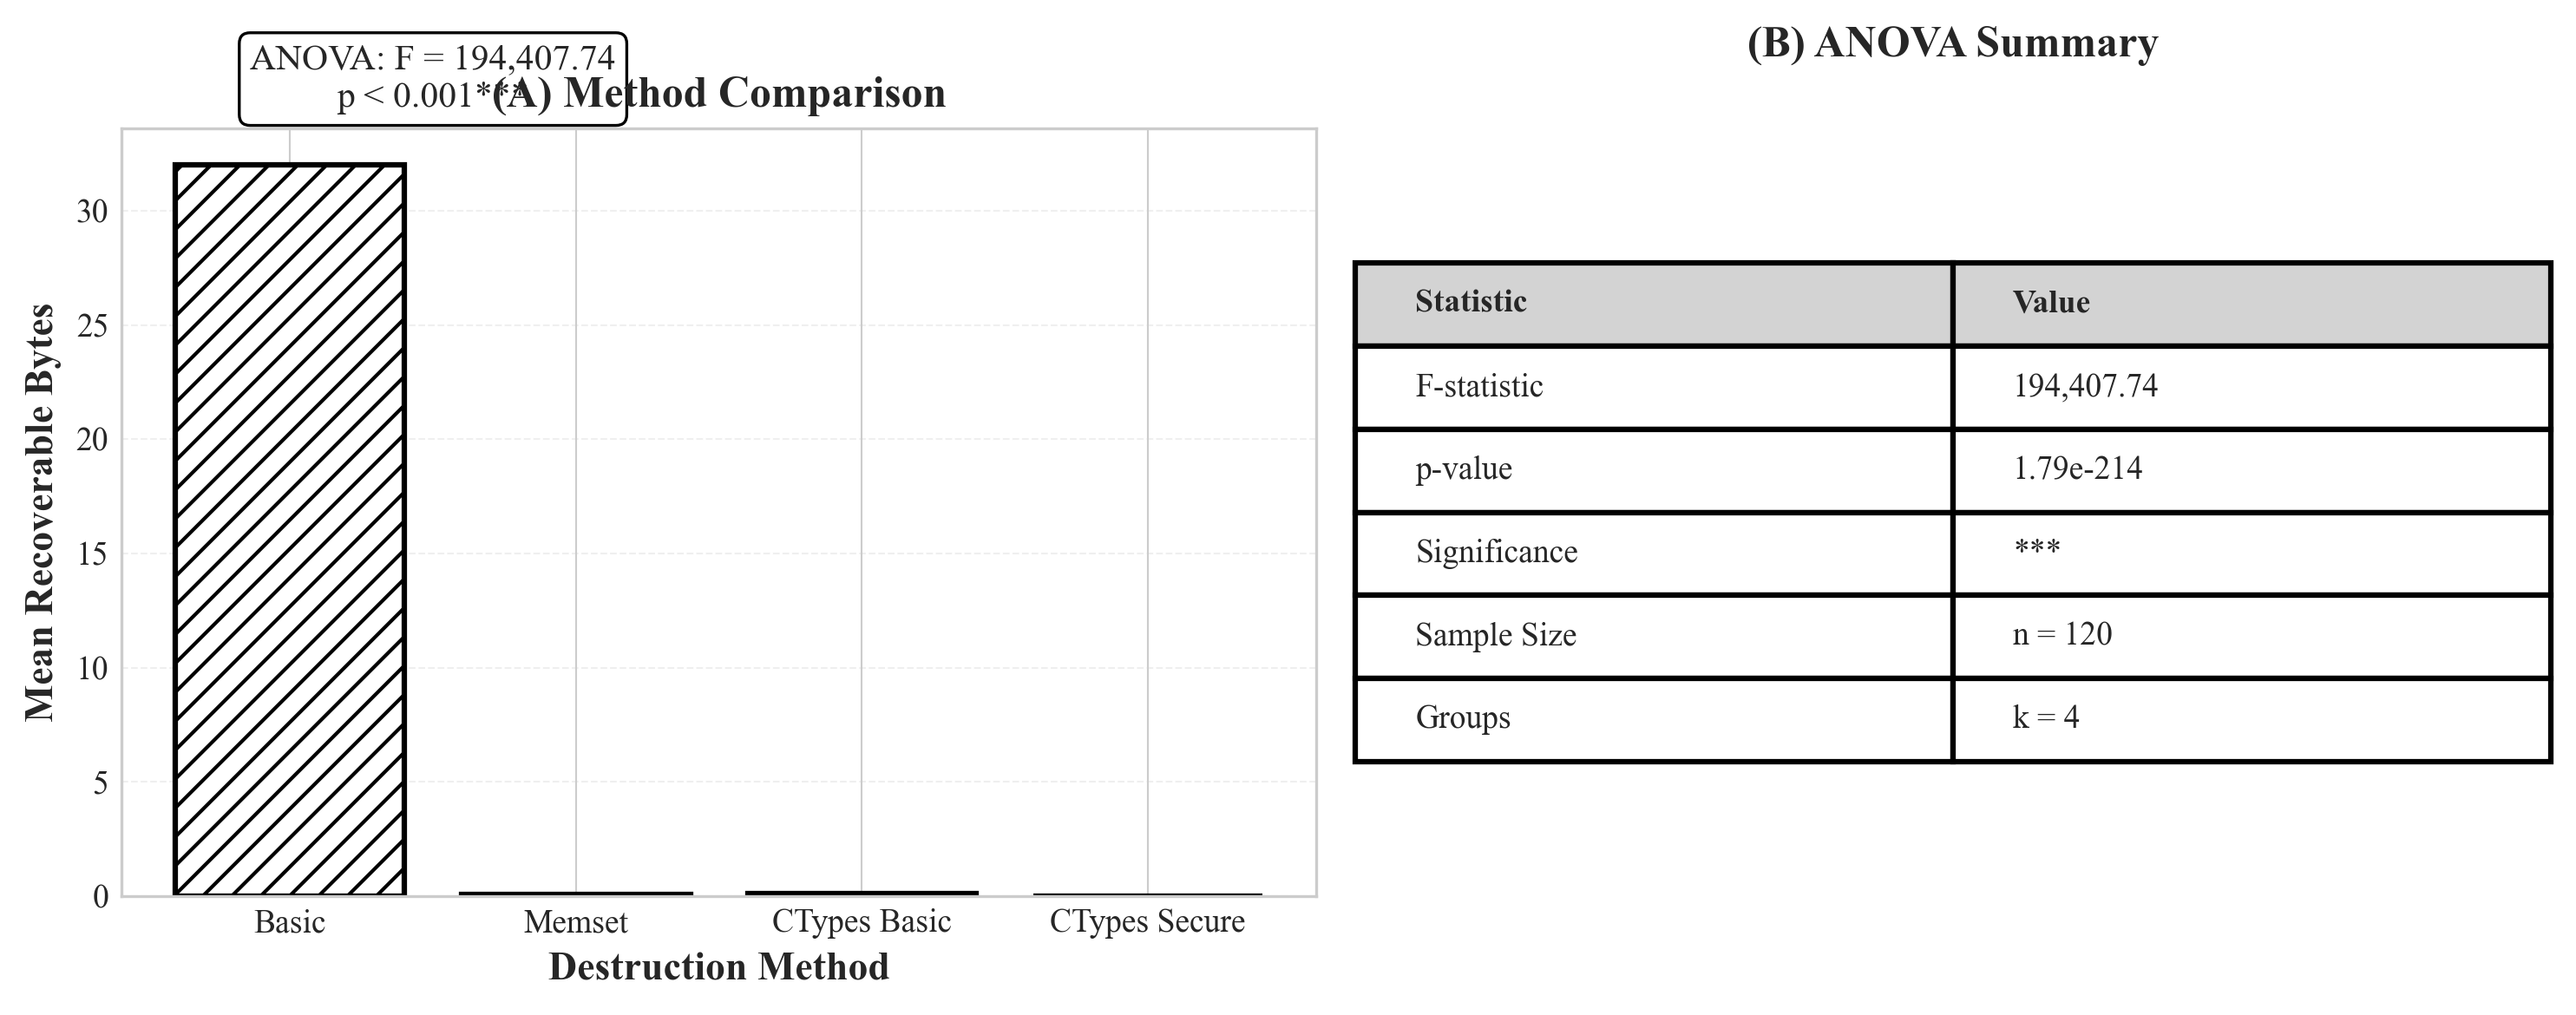 ANOVA: F = 194,407.74
p < 0.001***
(A) Method Comparison
Mean Recoverable Bytes
30
25
20
15
10
5
0
Basic Memset CTypes Basic CTypes Secure
Destruction Method
(B) ANOVA Summary
Statistic Value
F-statistic 194,407.74
p-value 1.79e-214
Significance ***
Sample Size n = 120
Groups k = 4